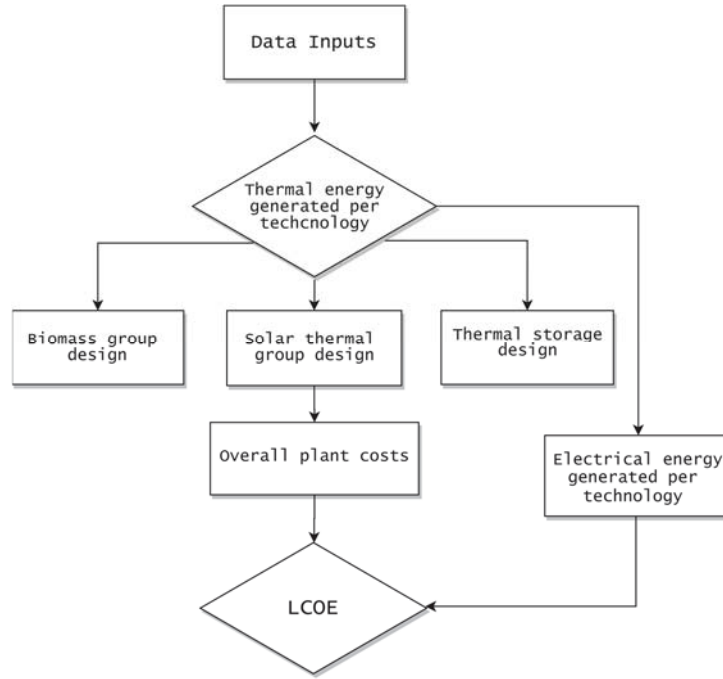 Data Inputs
Thermal energy
generated per
techcnology
Biomass group
design
Solar thermal
group design
Thermal storage
design
Overall plant costs
Electrical energy
generated per
technology
LCOE